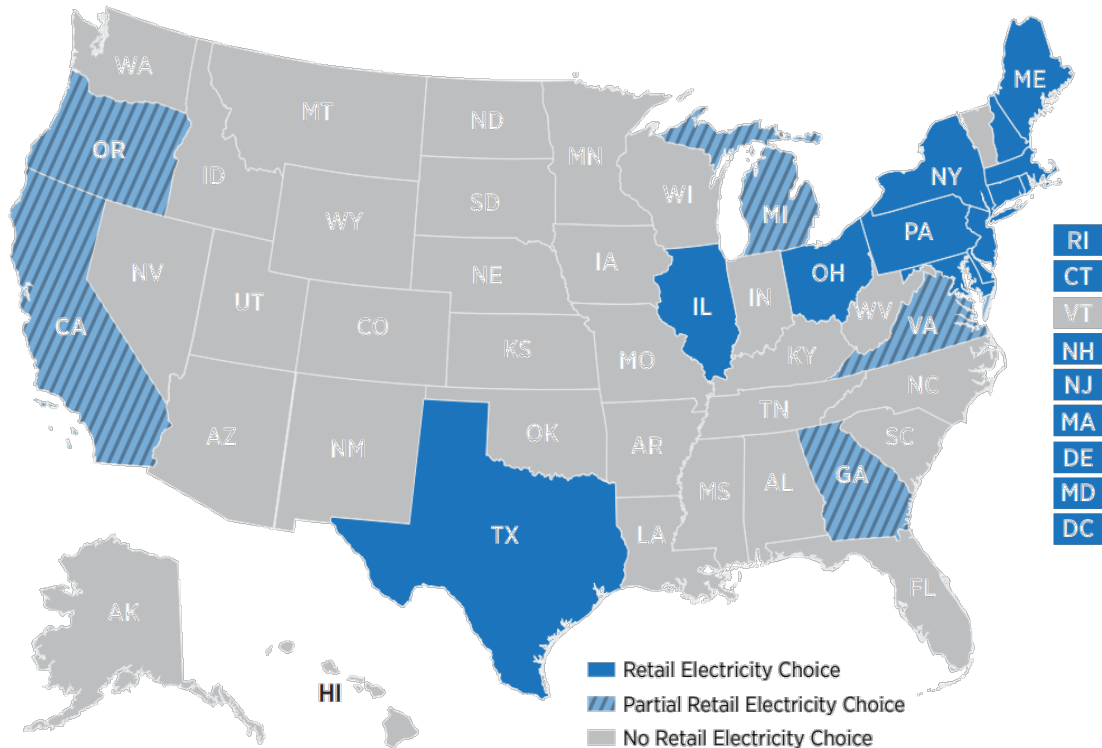 WA
MT
ND
MN
ME
OR
ID
SD
WI
MI
NY
WY
PA
RI
NV
NE
IA
OH
CT
UT
CO
IL
IN
WV
VA
VT
CA
KS
MO
KY
NH
NC
NJ
AZ
NM
OK
AR
TN
SC
MA
MS
AL
GA
DE
TX
LA
MD
FL
DC
AK
HI
Retail Electricity Choice
Partial Retail Electricity Choice
No Retail Electricity Choice